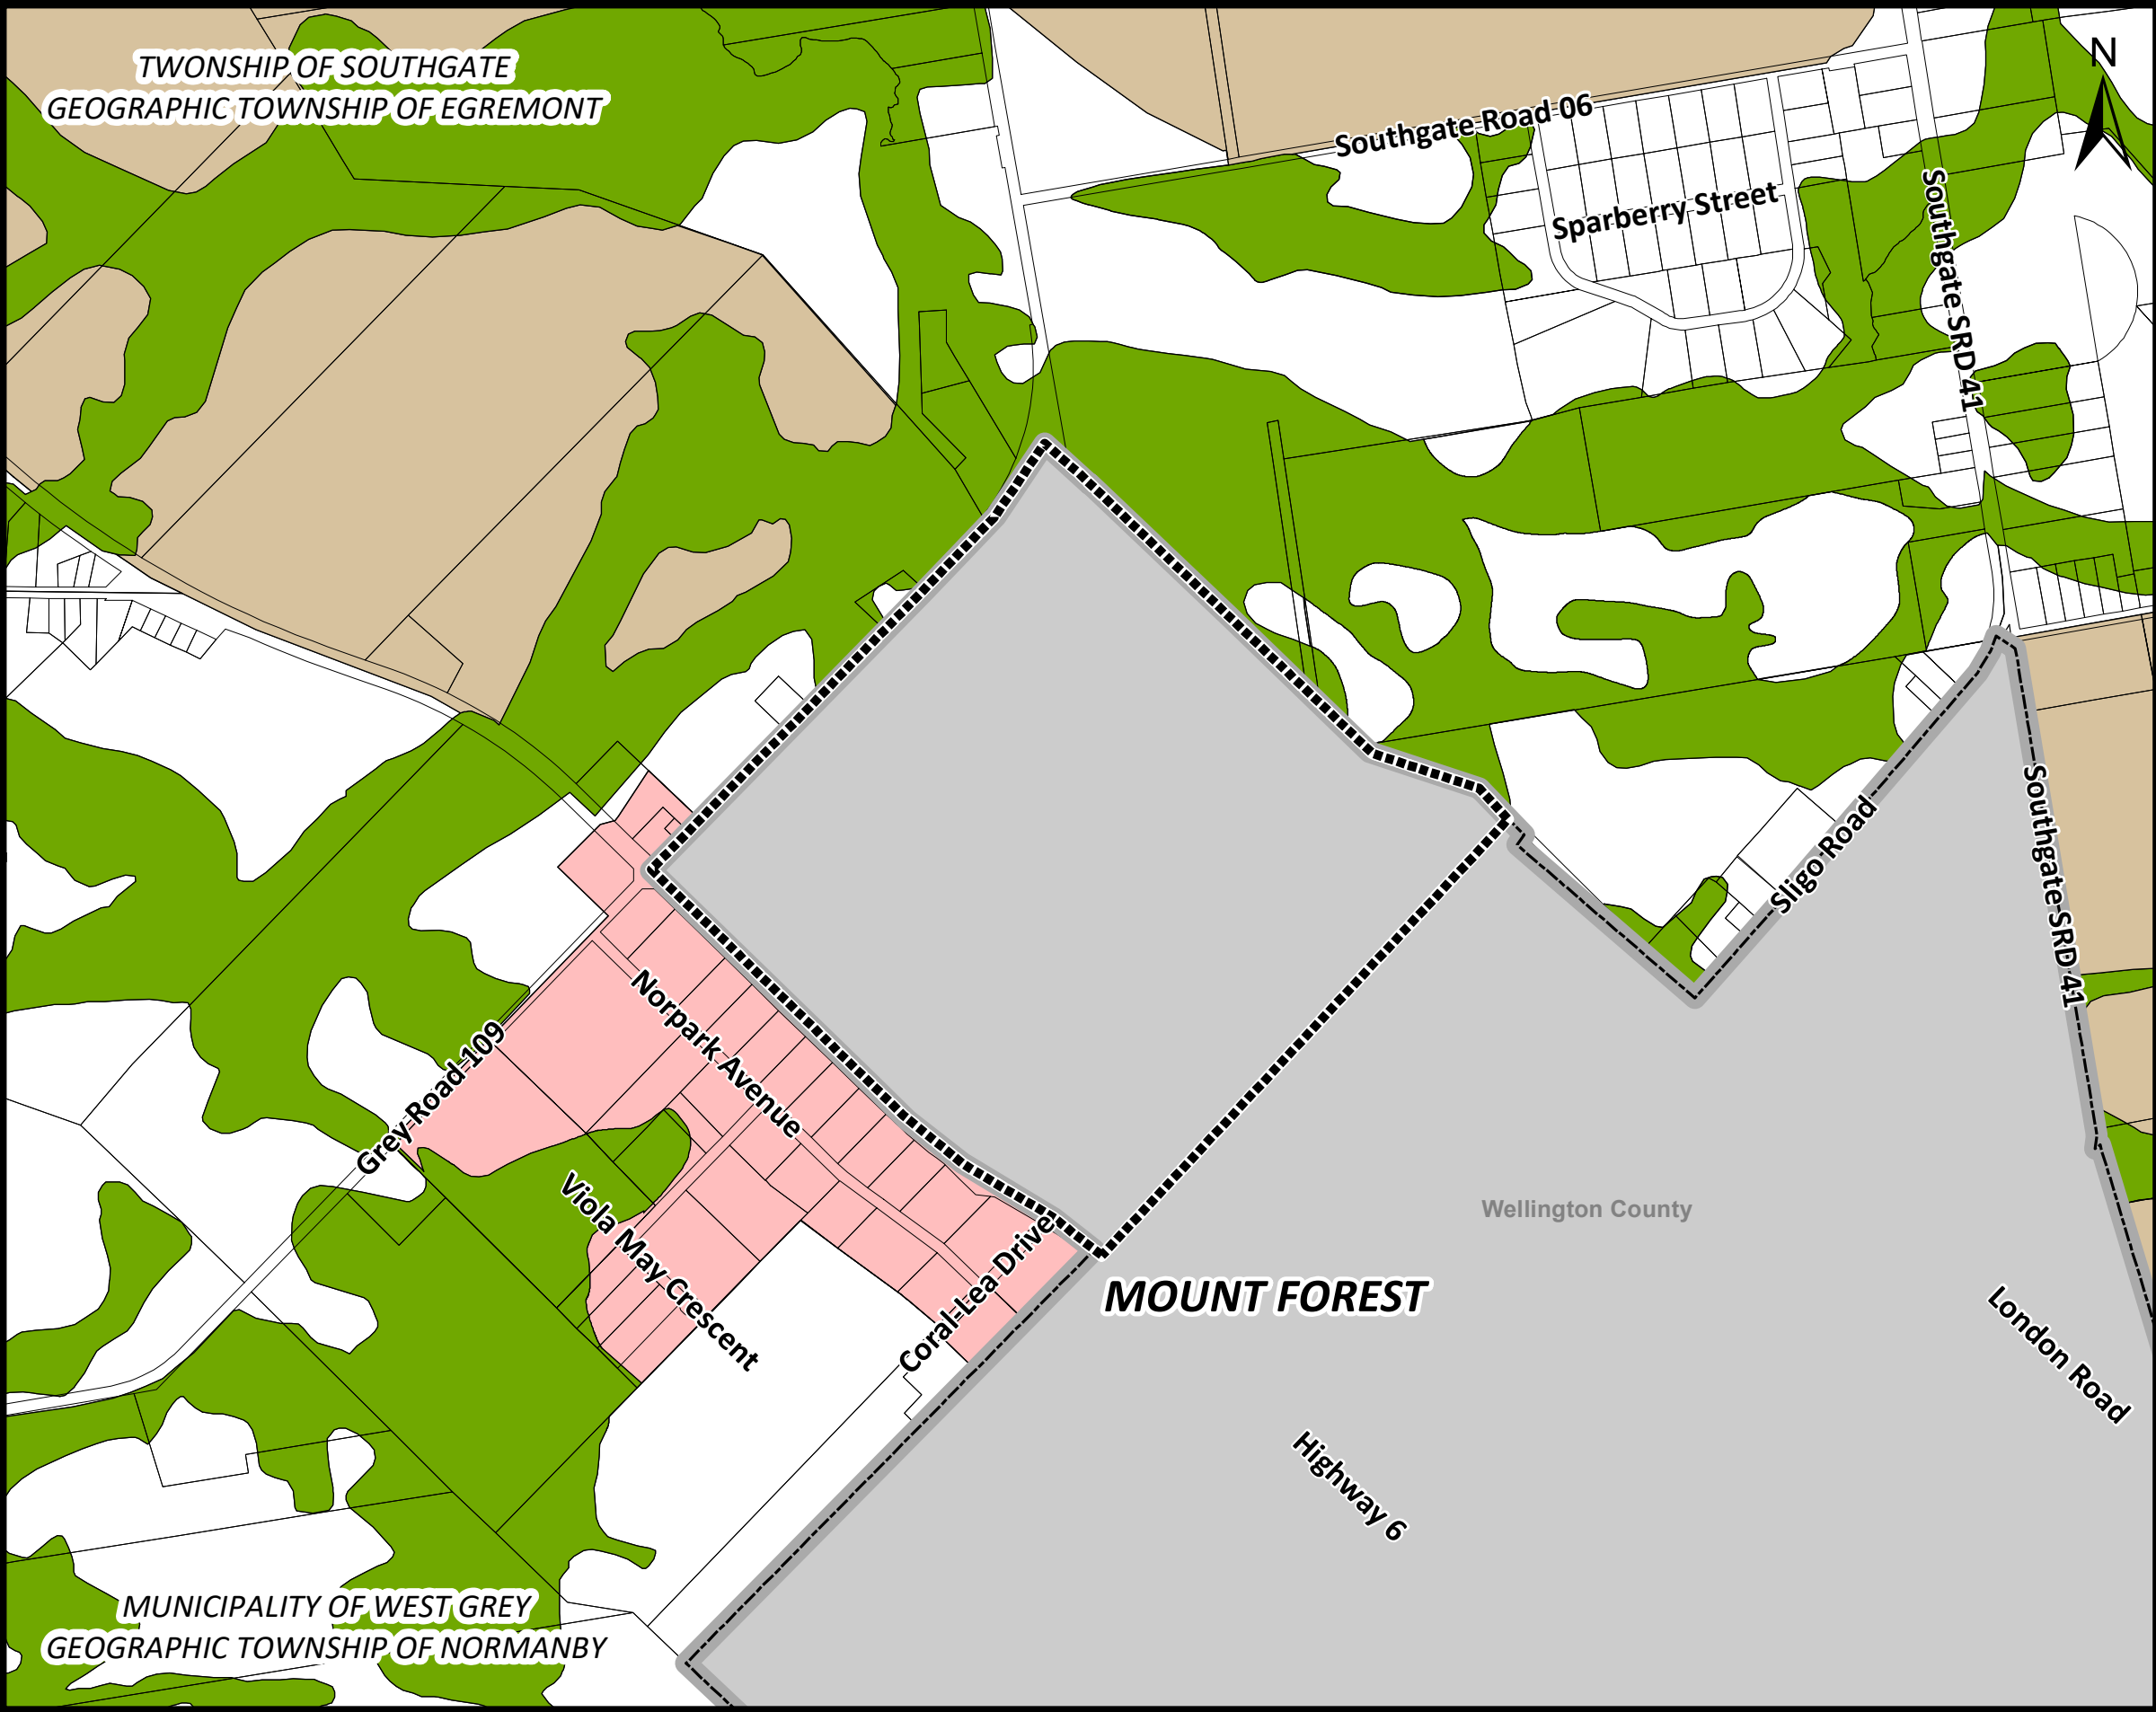 TWONSHIP OF SOUTHGATE
GEOGRAPHIC TOWNSHIP OF EGREMONT
N
Southgate Road 06
Sparberry Street
Southgate SRD 41
Sligo Road
Southgate SRD 41
Norpark Avenue
Grey Road 109
Viola May Crescent
Coral-Lea Drive
Wellington County
MOUNT FOREST
London Road
Highway 6
MUNICIPALITY OF WEST GREY
GEOGRAPHIC TOWNSHIP OF NORMANBY